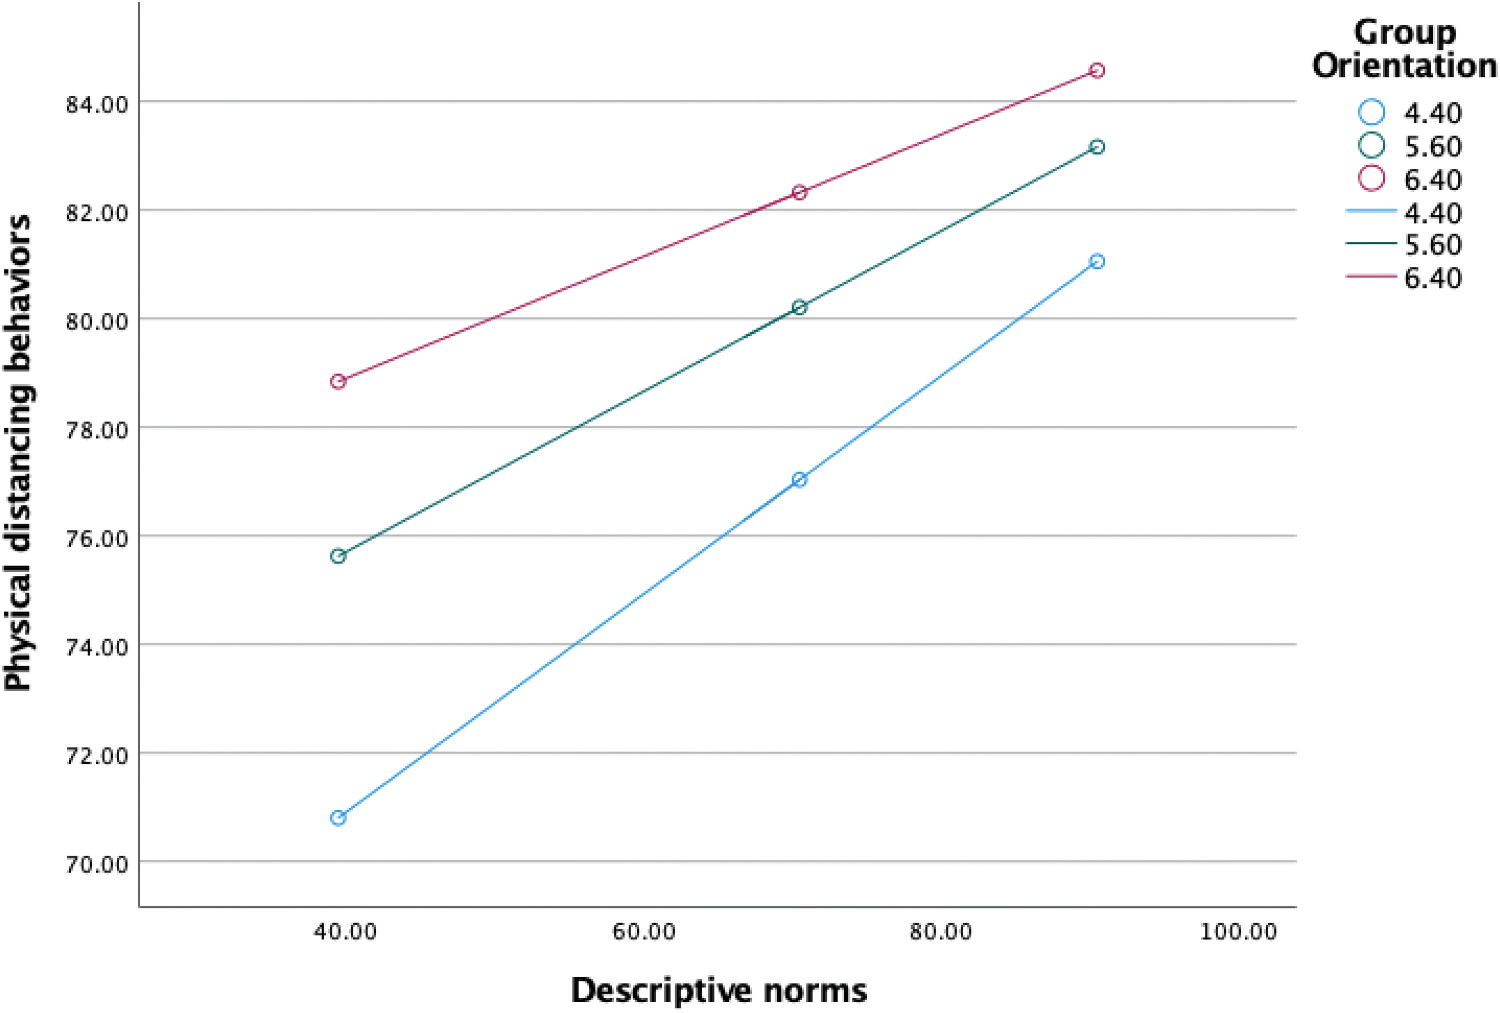 Group
Orientation
4.40
5.60
6.40
4.40
5.60
6.40
Physical distancing behaviors
84.00
82.00
80.00
78.00
76.00
74.00
72.00
70.00
40.00 60.00 80.00 100.00
Descriptive norms